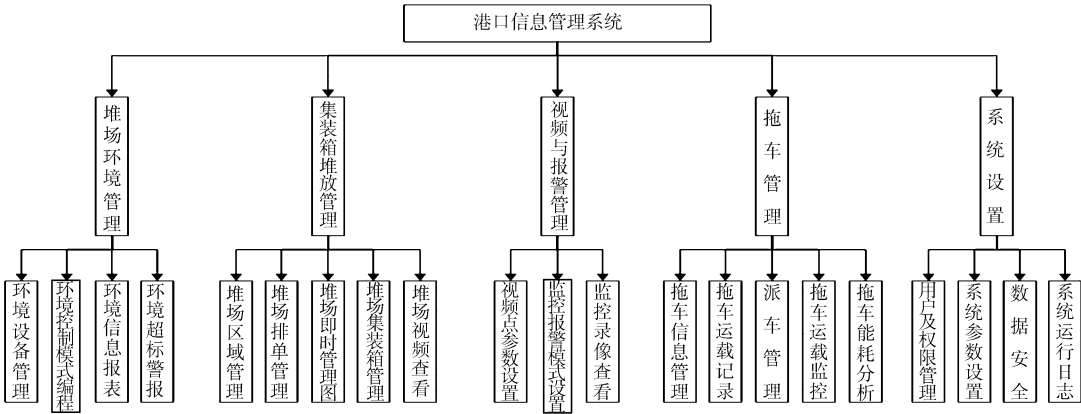 港口信息管理系统
堆场环境管理
集装箱堆放管理
视频与报警管理
拖车管理
系统设置
环境设备管理
环境控制模式编程
环境信息报表
环境超标警报
堆场区域管理
堆场排单管理
堆场即时管理图
堆场集装箱管理
堆场视频查看
视频点参数设置
监控报警模式设置
监控录像查看
拖车信息管理
拖车运载记录
派车管理
拖车运载监控
拖车能耗分析
用户及权限管理
系统参数设置
数据安全
系统运行日志